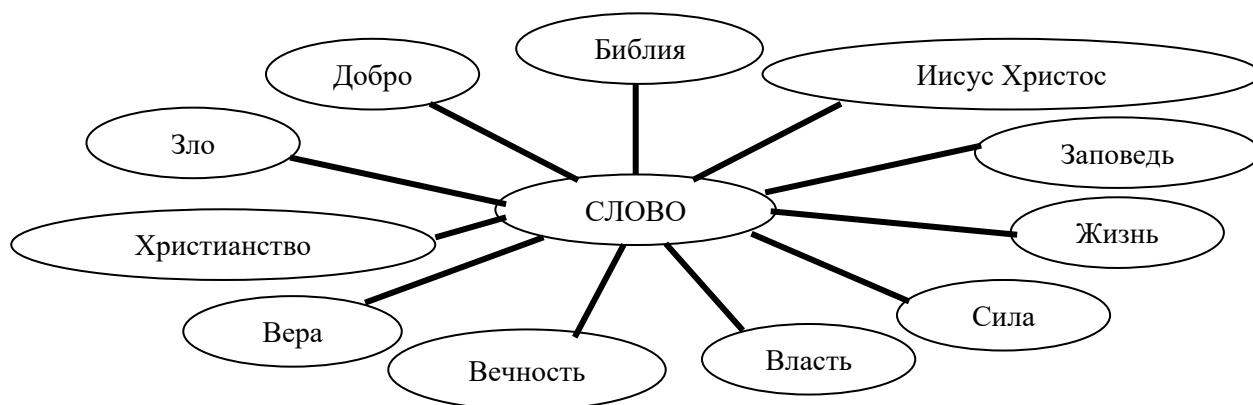 Библия
Добро
Иисус Христос
Зло
Заповедь
СЛОВО
Христианство
Жизнь
Вера
Сила
Вечность
Власть